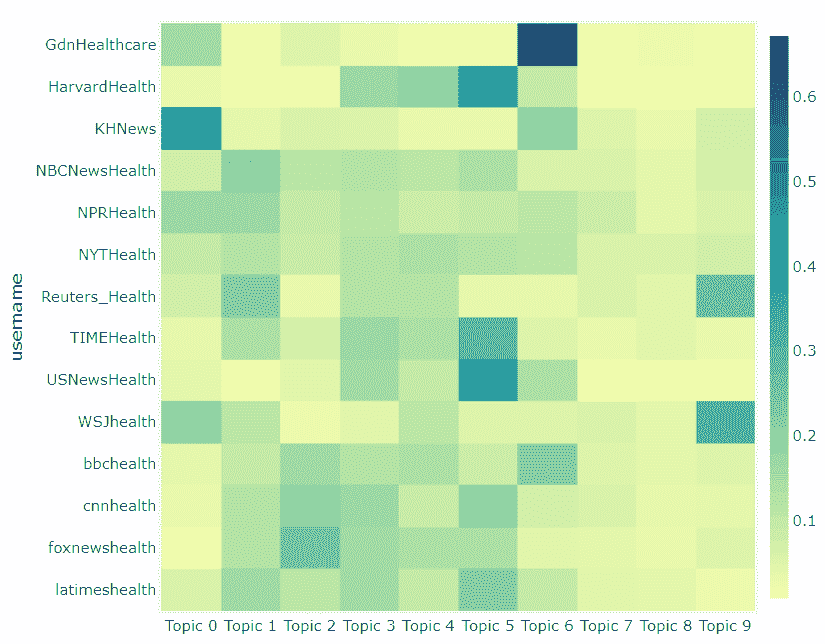 GdnHealthcare
HarvardHealth
KHNews
NBCNewsHealth
NPRHealth
NYTHealth
Reuters_Health
TIMEHealth
USNewsHealth
WSJhealth
bbchealth
cnnhealth
foxnewshealth
latimeshealth
username
Topic 0 Topic 1 Topic 2 Topic 3 Topic 4 Topic 5 Topic 6 Topic 7 Topic 8 Topic 9
0.6
0.5
0.4
0.3
0.2
0.1